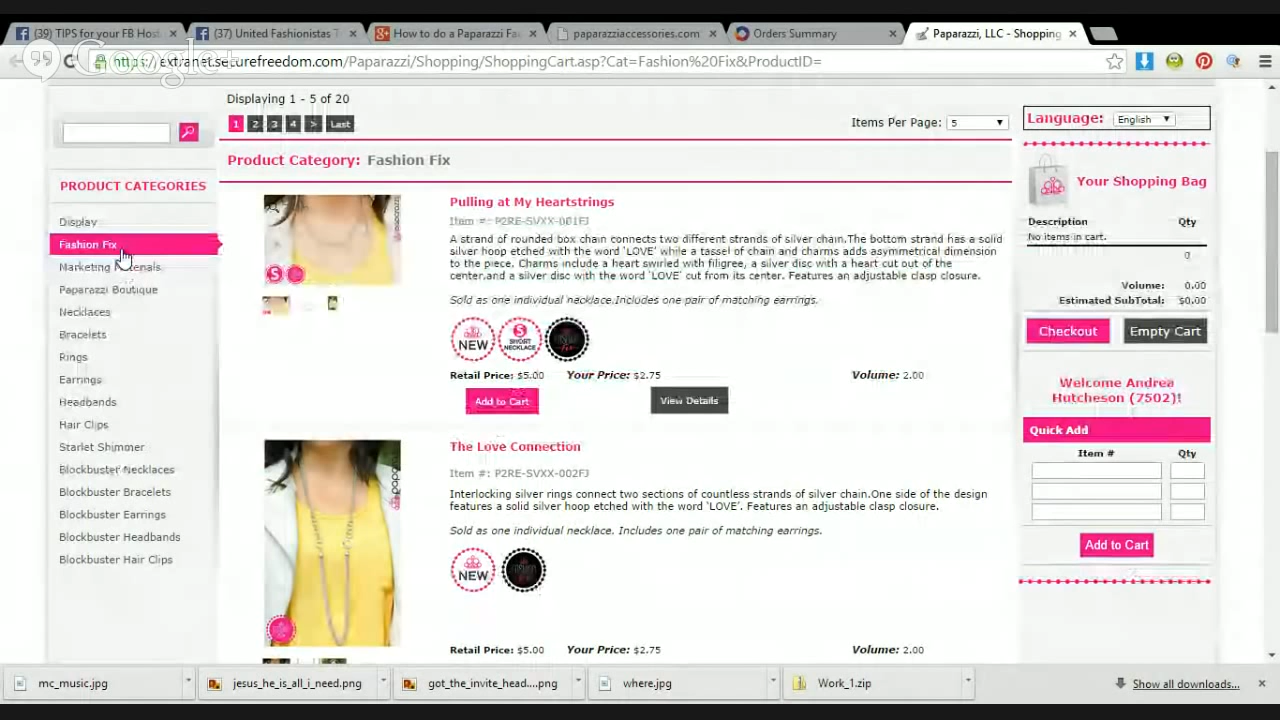 (39) TIPS for your FB Host
(37) United Fashionistas T
How to do a Paparazzi Fa
paparazziaccessories.com
Orders Summary
Paparazzi, LLC - Shopping
Google+
https://extranet.securefreedom.com/Paparazzi/Shopping/ShoppingCart.asp?Cat=Fashion%20Fix&ProductID=
Displaying 1 - 5 of 20
1 2 3 4 > Last
Items Per Page: 5
Language: English
Product Category: Fashion Fix
PRODUCT CATEGORIES
Display
Fashion Fix
Marketing Materials
Paparazzi Boutique
Necklaces
Bracelets
Rings
Earrings
Headbands
Hair Clips
Starlet Shimmer
Blockbuster Necklaces
Blockbuster Bracelets
Blockbuster Earrings
Blockbuster Headbands
Blockbuster Hair Clips
Pulling at My Heartstrings
Item #: P2RE-SVXX-001FJ
A strand of rounded box chain connects two different strands of silver chain.The bottom strand has a solid
silver hoop etched with the word 'LOVE' while a tassel of chain and charms adds asymmetrical dimension
to the piece. Charms include a heart swirled with filigree, a silver disc with a heart cut out of the
center,and a silver disc with the word 'LOVE' cut from its center. Features an adjustable clasp closure.
Sold as one individual necklace.Includes one pair of matching earrings.
NEW
S SHORT NECKLACE
Retail Price: $5.00 Your Price: $2.75 Volume: 2.00
Add to Cart
View Details
The Love Connection
Item #: P2RE-SVXX-002FJ
Interlocking silver rings connect two sections of countless strands of silver chain.One side of the design
features a solid silver hoop etched with the word 'LOVE'. Features an adjustable clasp closure.
Sold as one individual necklace. Includes one pair of matching earrings.
NEW
Retail Price: $5.00 Your Price: $2.75 Volume: 2.00
Your Shopping Bag
Description Qty
No items in cart.
0
Volume: 0.00
Estimated SubTotal: $0.00
Checkout
Empty Cart
Welcome Andrea
Hutcheson (7502)!
Quick Add
Item # Qty
Add to Cart
mc_music.jpg
jesus_he_is_all_i_need.png
got_the_invite_head....png
where.jpg
Work_1.zip
Show all downloads...